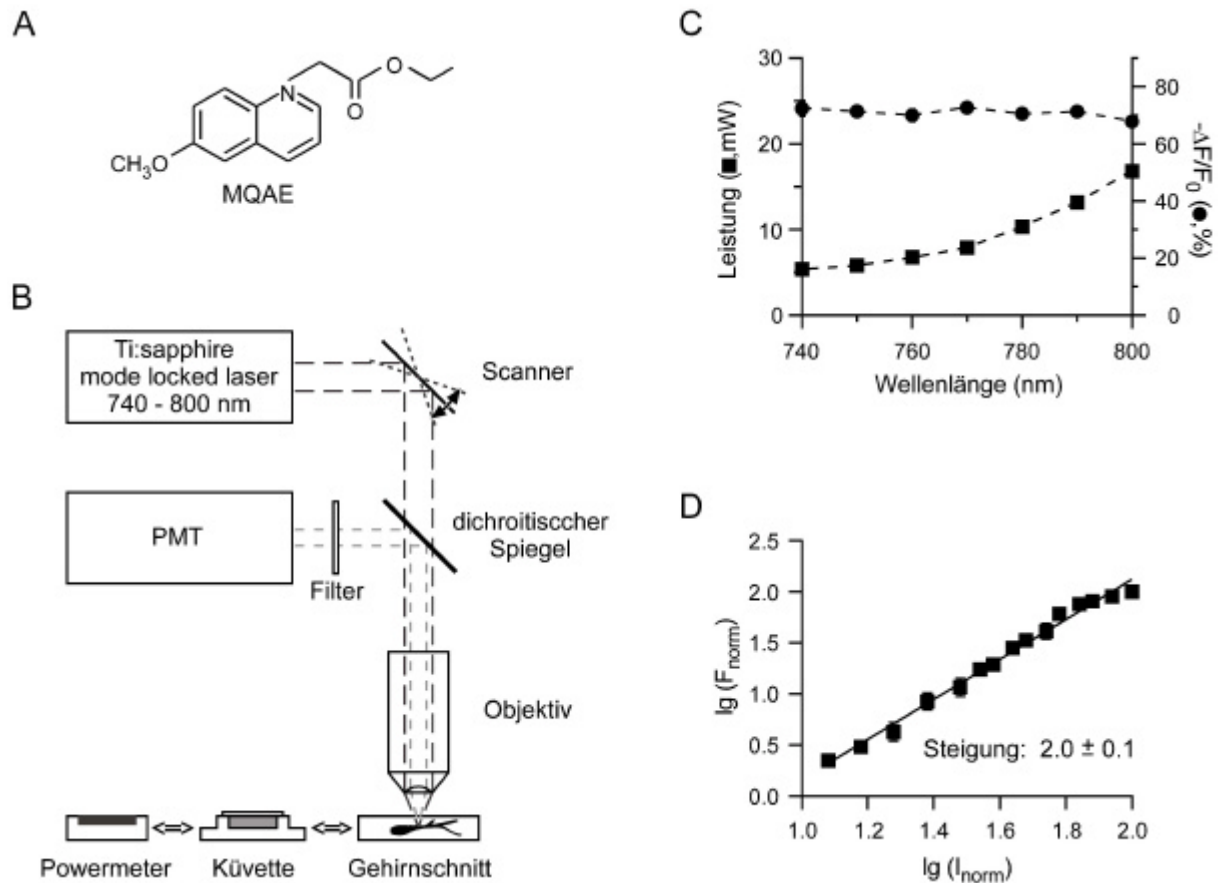 A
N
O
O
CH₃O
MQAE
B
Ti:sapphire
mode locked laser
740 - 800 nm
Scanner
PMT
Filter
dichroitisccher
Spiegel
Objektiv
Powermeter
Küvette
Gehirnschnitt
C
Leistung (■,mW)
30
20
10
0
-ΔF/F₀ (●,%)
80
60
40
20
0
740
760
780
800
Wellenlänge (nm)
D
lg (Fnorm)
2.5
2.0
1.5
1.0
0.5
0.0
Steigung: 2.0 ± 0.1
1.0
1.2
1.4
1.6
1.8
2.0
lg (Inorm)